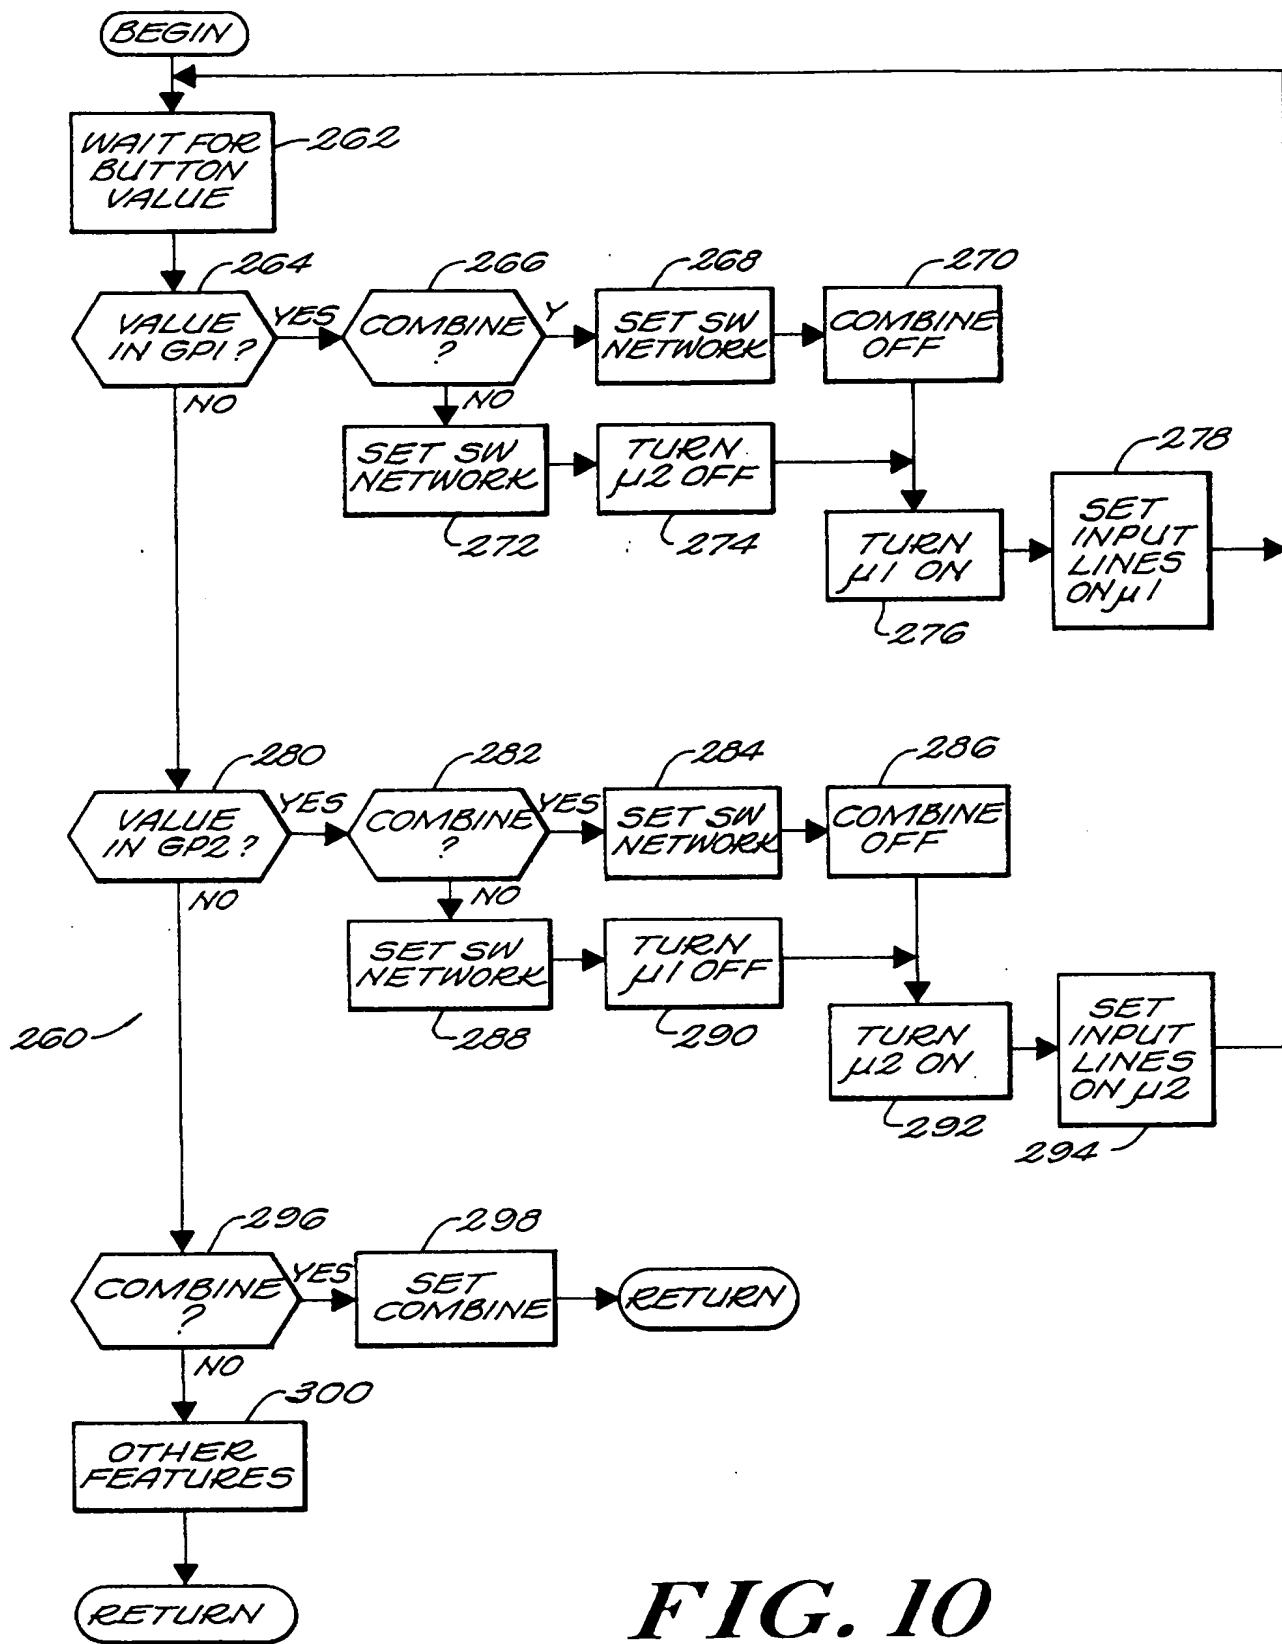 BEGIN
WAIT FOR
BUTTON
VALUE
262
264
VALUE
IN GP1?
YES
NO
266
COMBINE
?
Y
NO
268
SET SW
NETWORK
270
COMBINE
OFF
SET SW
NETWORK
272
TURN
μ2 OFF
274
TURN
μ1 ON
276
278
SET
INPUT
LINES
ON μ1
280
VALUE
IN GP2?
YES
NO
282
COMBINE
?
YES
NO
284
SET SW
NETWORK
286
COMBINE
OFF
SET SW
NETWORK
288
TURN
μ1 OFF
290
TURN
μ2 ON
292
SET
INPUT
LINES
ON μ2
294
260
296
COMBINE
?
YES
NO
298
SET
COMBINE
RETURN
300
OTHER
FEATURES
RETURN
FIG. 10